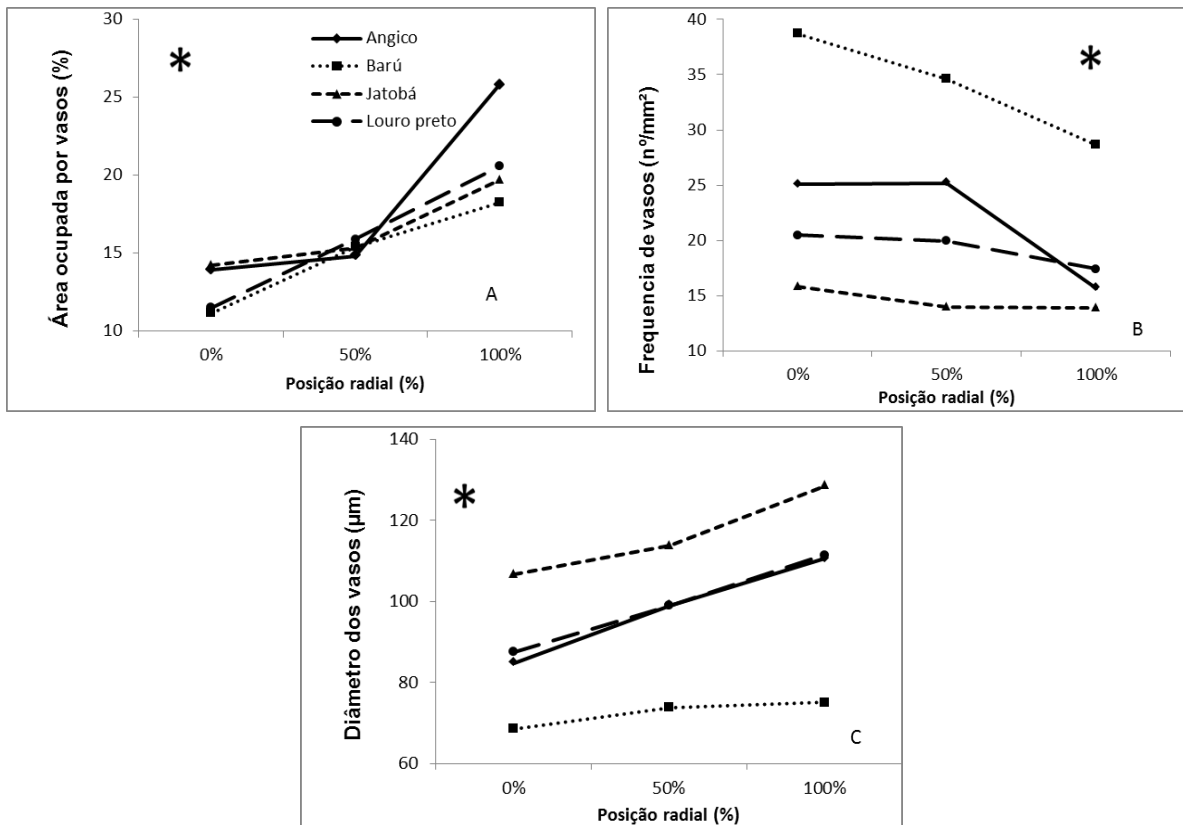 Área ocupada por vasos (%)
30
25
20
15
10
*
Angico
Barú
Jatobá
Louro preto
A
0% 50% 100%
Posição radial (%)
Frequencia de vasos (nº/mm²)
40
35
30
25
20
15
10
*
B
0% 50% 100%
Posição radial (%)
Diâmetro dos vasos (µm)
140
120
100
80
60
*
C
0% 50% 100%
Posição radial (%)